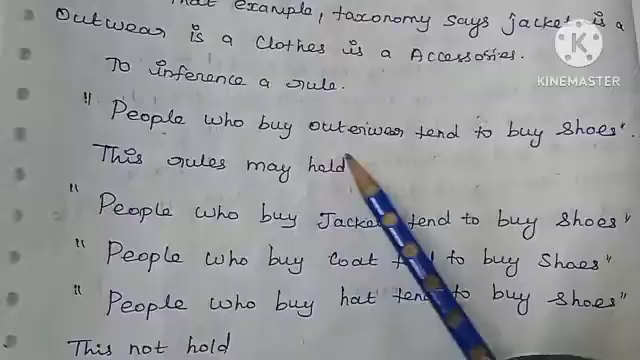 that example, taxonomy says jacket is a
Outwear is a clothes is a Accessories.
To inference a rule.
" People who buy outerwear tend to buy shoes".
This rules may hold
" People who buy Jacket tend to buy shoes"
" People who buy Coat tend to buy Shoes"
" People who buy hat tend to buy shoes"
This not hold
K
KINEMASTER